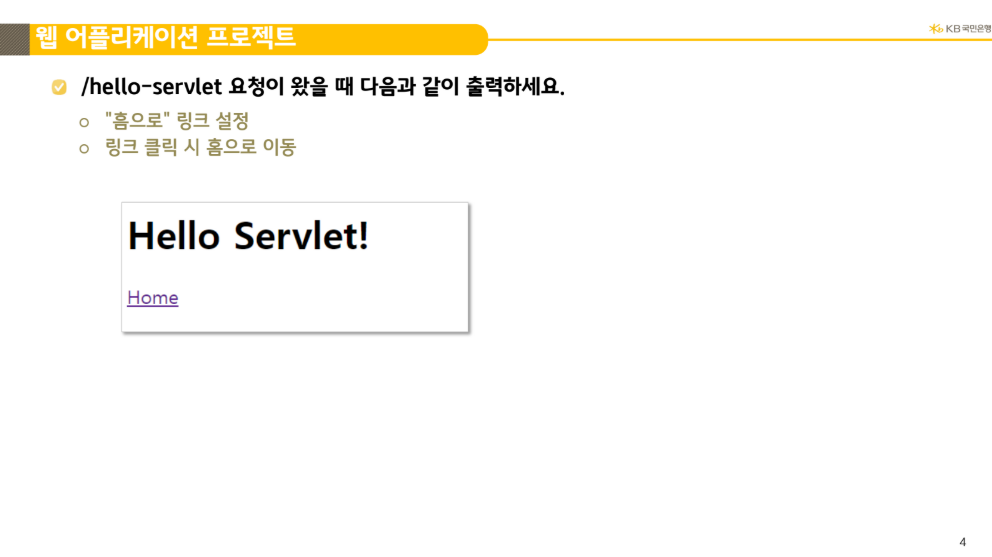 웹 어플리케이션 프로젝트
KB국민은행
/hello-servlet 요청이 왔을 때 다음과 같이 출력하세요.
"홈으로" 링크 설정
링크 클릭 시 홈으로 이동
Hello Servlet!
Home
4